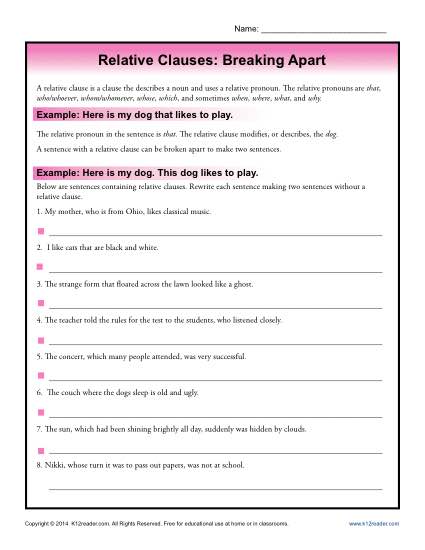 Name: ____________________________
Relative Clauses: Breaking Apart
A relative clause is a clause the describes a noun and uses a relative pronoun. The relative pronouns are that,
who/whoever, whom/whomever, whose, which, and sometimes when, where, what, and why.
Example: Here is my dog that likes to play.
The relative pronoun in the sentence is that. The relative clause modifies, or describes, the dog.
A sentence with a relative clause can be broken apart to make two sentences.
Example: Here is my dog. This dog likes to play.
Below are sentences containing relative clauses. Rewrite each sentence making two sentences without a
relative clause.
1. My mother, who is from Ohio, likes classical music.
2. I like cats that are black and white.
3. The strange form that floated across the lawn looked like a ghost.
4. The teacher told the rules for the test to the students, who listened closely.
5. The concert, which many people attended, was very successful.
6. The couch where the dogs sleep is old and ugly.
7. The sun, which had been shining brightly all day, suddenly was hidden by clouds.
8. Nikki, whose turn it was to pass out papers, was not at school.
Copyright © 2014 K12reader.com. All Rights Reserved. Free for educational use at home or in classrooms. www.k12reader.com